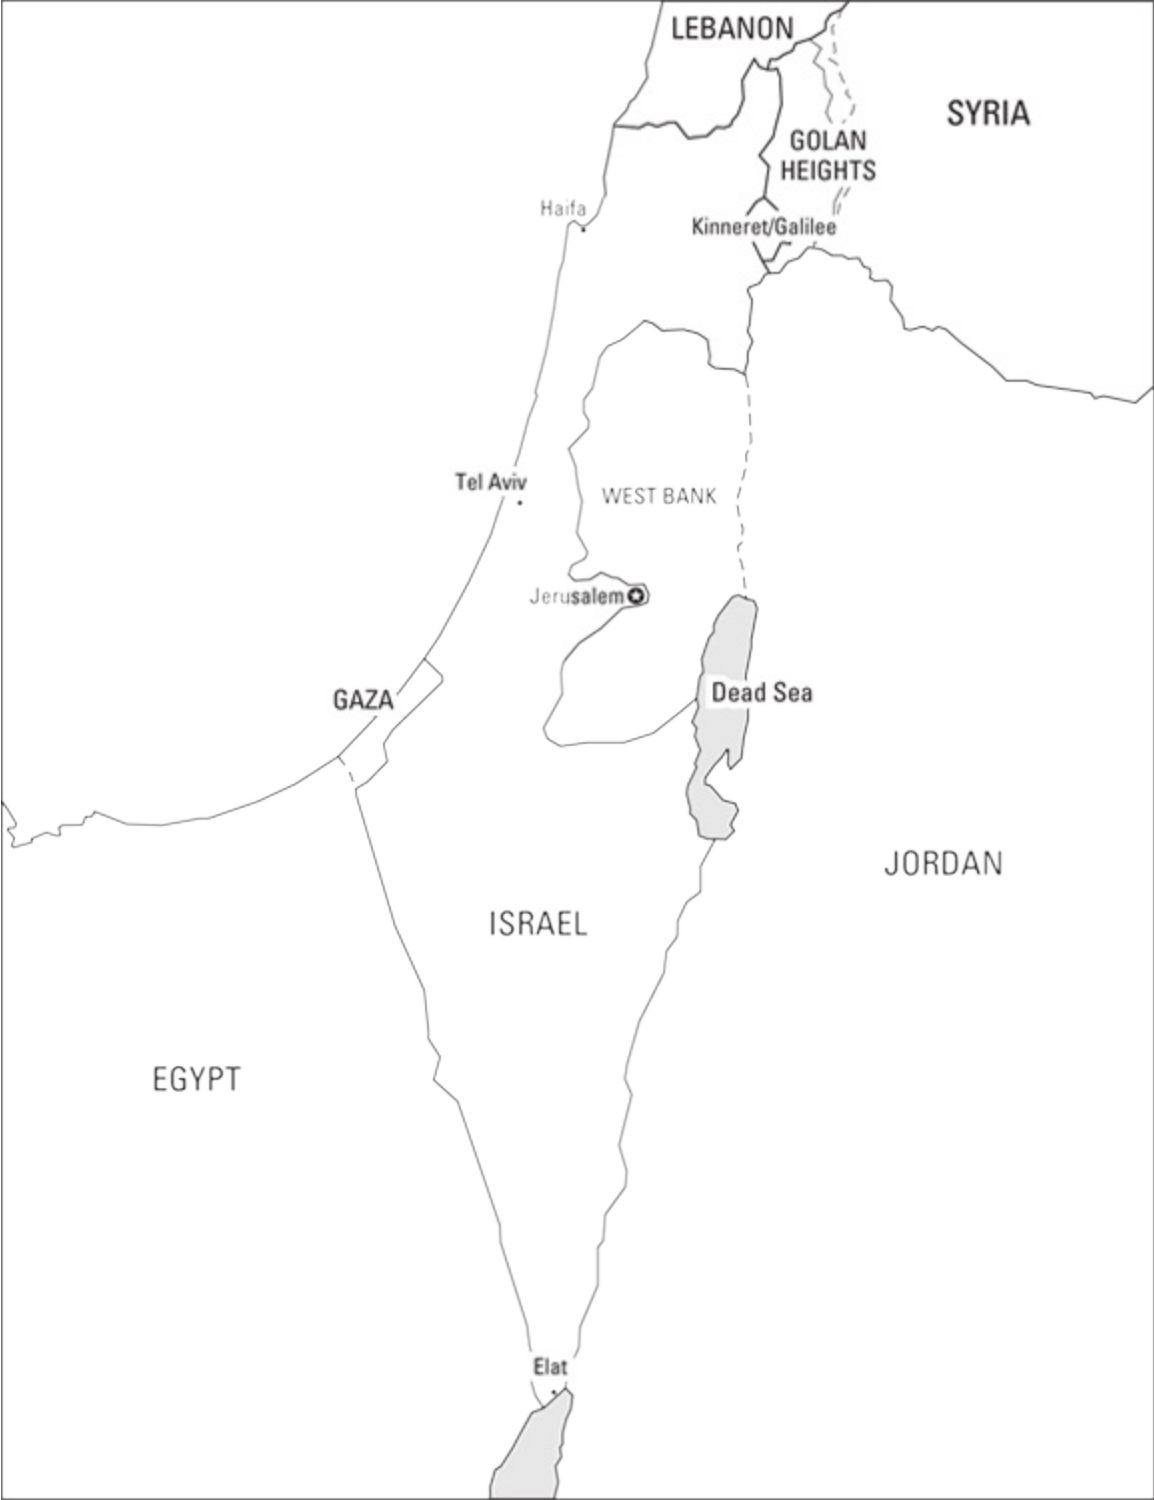 LEBANON
SYRIA
GOLAN
HEIGHTS
Haifa
Kinneret/Galilee
Tel Aviv
WEST BANK
Jerusalem
GAZA
Dead Sea
JORDAN
ISRAEL
EGYPT
Elat